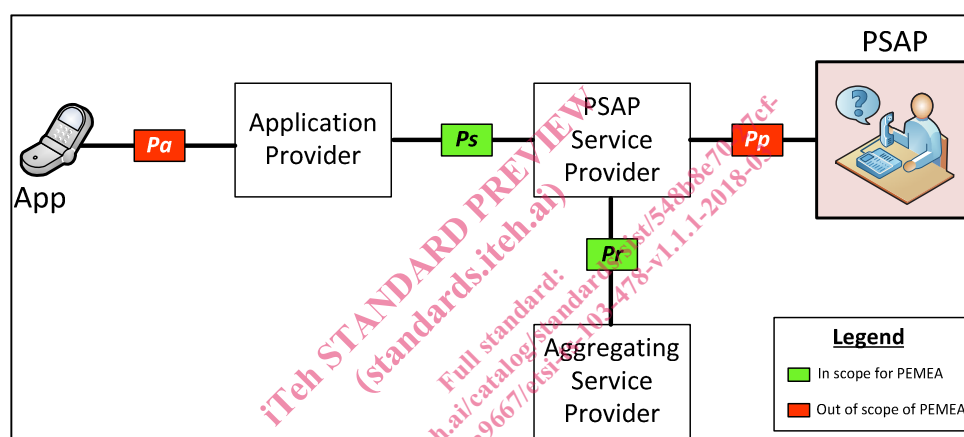 PSAP
App
Pa
Application
Provider
Ps
PSAP
Service
Provider
Pp
?
Pr
Aggregating
Service
Provider
Legend
In scope for PEMEA
Out of scope of PEMEA
iTeh STANDARD PREVIEW
(standards.iteh.ai)
Full standard: